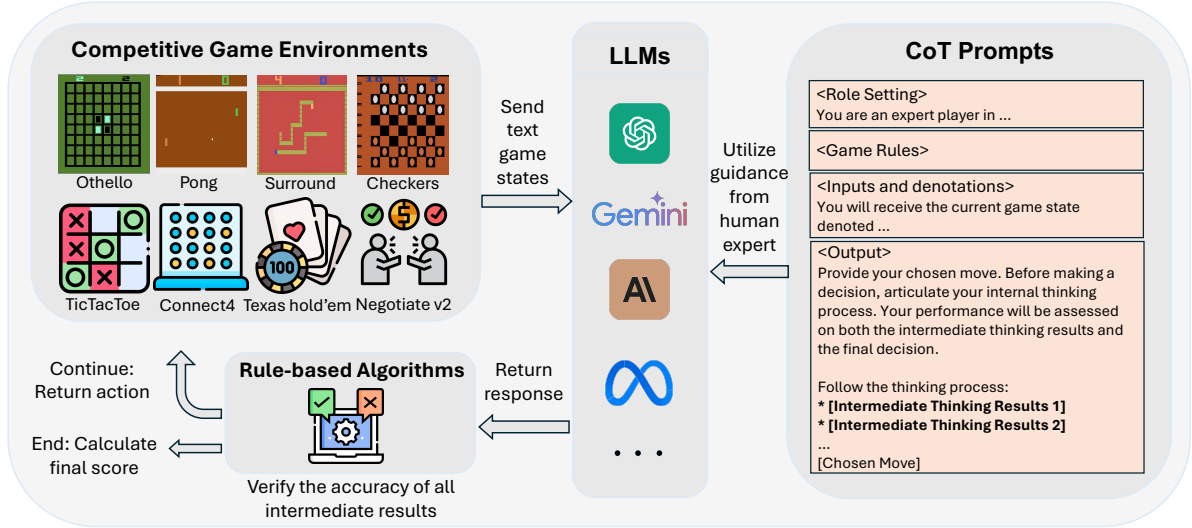 Competitive Game Environments
Othello
Pong
Surround
Checkers
TicTacToe
Connect4
100
Texas hold'em
Negotiate v2
Send
text
game
states
LLMs
Gemini
A\
. . .
Utilize
guidance
from
human
expert
CoT Prompts
<Role Setting>
You are an expert player in ...
<Game Rules>
<Inputs and denotations>
You will receive the current game state
denoted ...
<Output>
Provide your chosen move. Before making a
decision, articulate your internal thinking
process. Your performance will be assessed
on both the intermediate thinking results and
the final decision.
Follow the thinking process:
* [Intermediate Thinking Results 1]
* [Intermediate Thinking Results 2]
...
[Chosen Move]
Return
response
Rule-based Algorithms
Verify the accuracy of all
intermediate results
Continue:
Return action
End: Calculate
final score